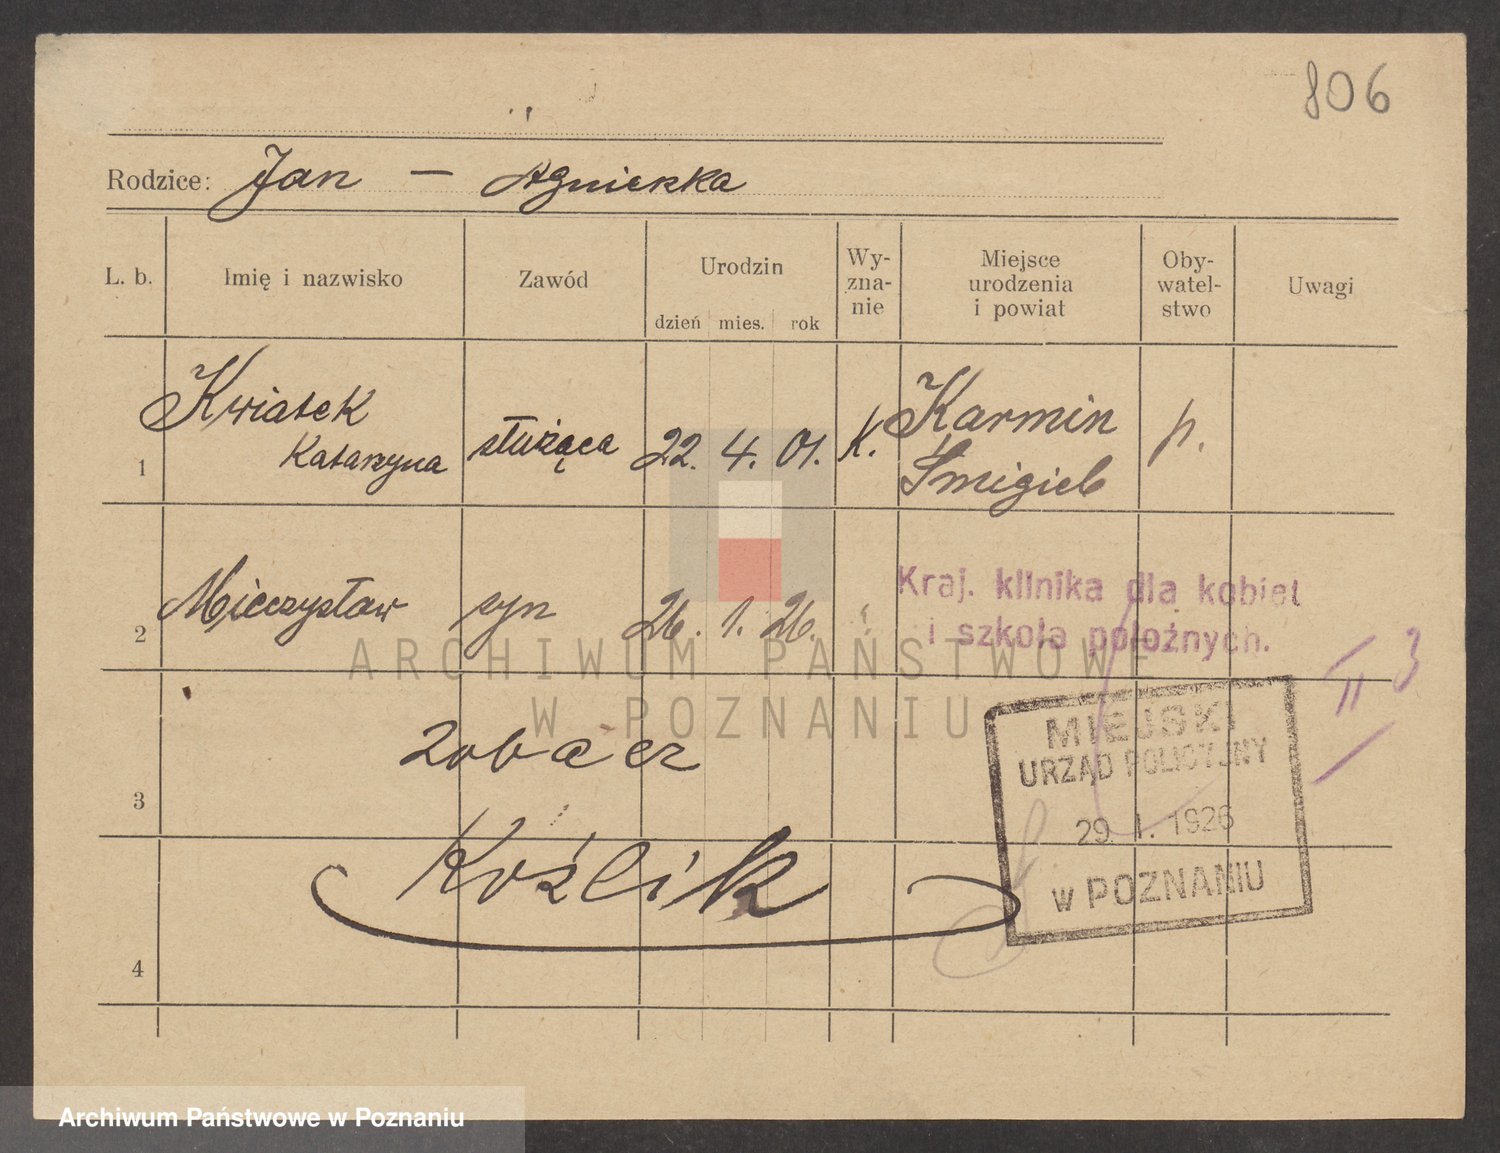 806
Rodzice: Jan — Agnieszka
L. b. Imię i nazwisko Zawód Urodzin dzień mies. rok Wy-zna-nie Miejsce urodzenia i powiat Oby-watel-stwo Uwagi
1 Kwiatek Katarzyna służąca 22. 4. 01. K. Karmin Śmigiel p.
2 Mieczysław syn 26. 1. 26.
Kraj. klinika dla kobiet
i szkoła położnych.
II 3
ARCHIWUM PAŃSTWOWE
W POZNANIU
3 zobacz
Koźlik
4
MIEJSKI
URZĄD POLICYJNY
29. 1. 1926
w POZNANIU
Archiwum Państwowe w Poznaniu